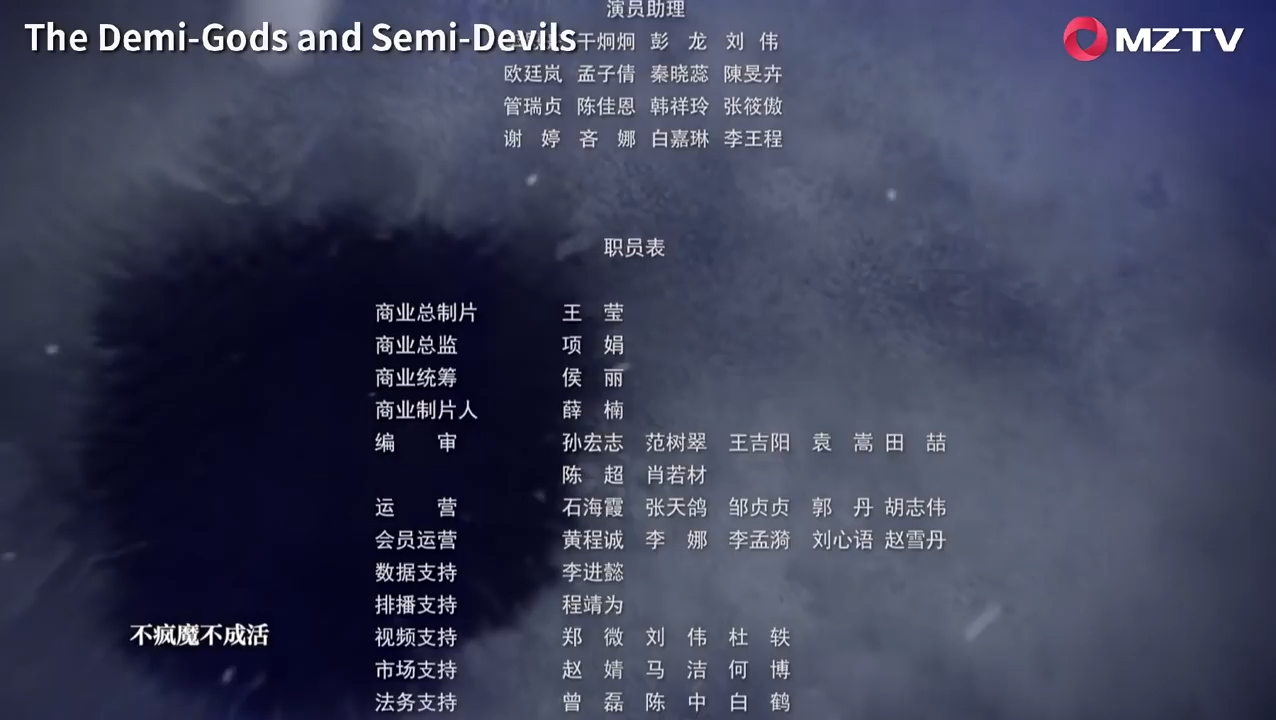 演员助理
The Demi-Gods and Semi-Devils
MZTV
干炯炯 彭 龙 刘 伟
欧廷岚 孟子倩 秦晓蕊 陳旻卉
管瑞贞 陈佳恩 韩祥玲 张筱傲
谢 婷 吝 娜 白嘉琳 李王程
职员表
商业总制片 王 莹
商业总监 项 娟
商业统筹 侯 丽
商业制片人 薛 楠
编 审 孙宏志 范树翠 王吉阳 袁 嵩 田 喆
陈 超 肖若材
运 营 石海霞 张天鸽 邹贞贞 郭 丹 胡志伟
会员运营 黄程诚 李 娜 李孟漪 刘心语 赵雪丹
数据支持 李进懿
排播支持 程靖为
不疯魔不成活
视频支持 郑 微 刘 伟 杜 轶
市场支持 赵 婧 马 洁 何 博
法务支持 曾 磊 陈 中 白 鹤